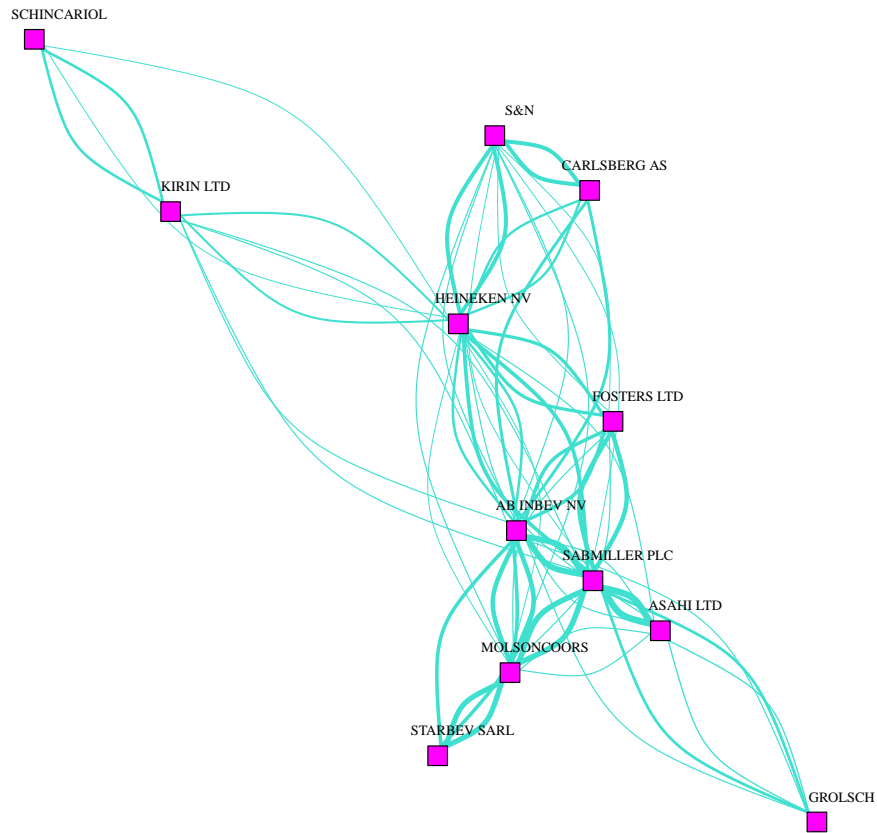 SCHINCARIOL
S&N
CARLSBERG AS
KIRIN LTD
HEINEKEN NV
FOSTERS LTD
AB INBEV NV
SABMILLER PLC
ASAHI LTD
MOLSONCOORS
STARBEV SARL
GROLSCH